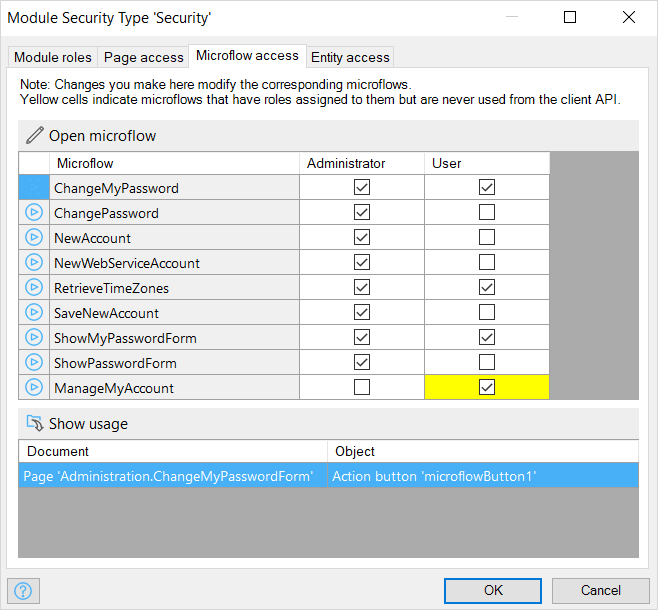 Module Security Type 'Security'
Module roles Page access Microflow access Entity access
Note: Changes you make here modify the corresponding microflows.
Yellow cells indicate microflows that have roles assigned to them but are never used from the client API.
Open microflow
Microflow Administrator User
ChangeMyPassword
ChangePassword
NewAccount
NewWebServiceAccount
RetrieveTimeZones
SaveNewAccount
ShowMyPasswordForm
ShowPasswordForm
ManageMyAccount
Show usage
Document Object
Page 'Administration.ChangeMyPasswordForm' Action button 'microflowButton1'
? OK Cancel